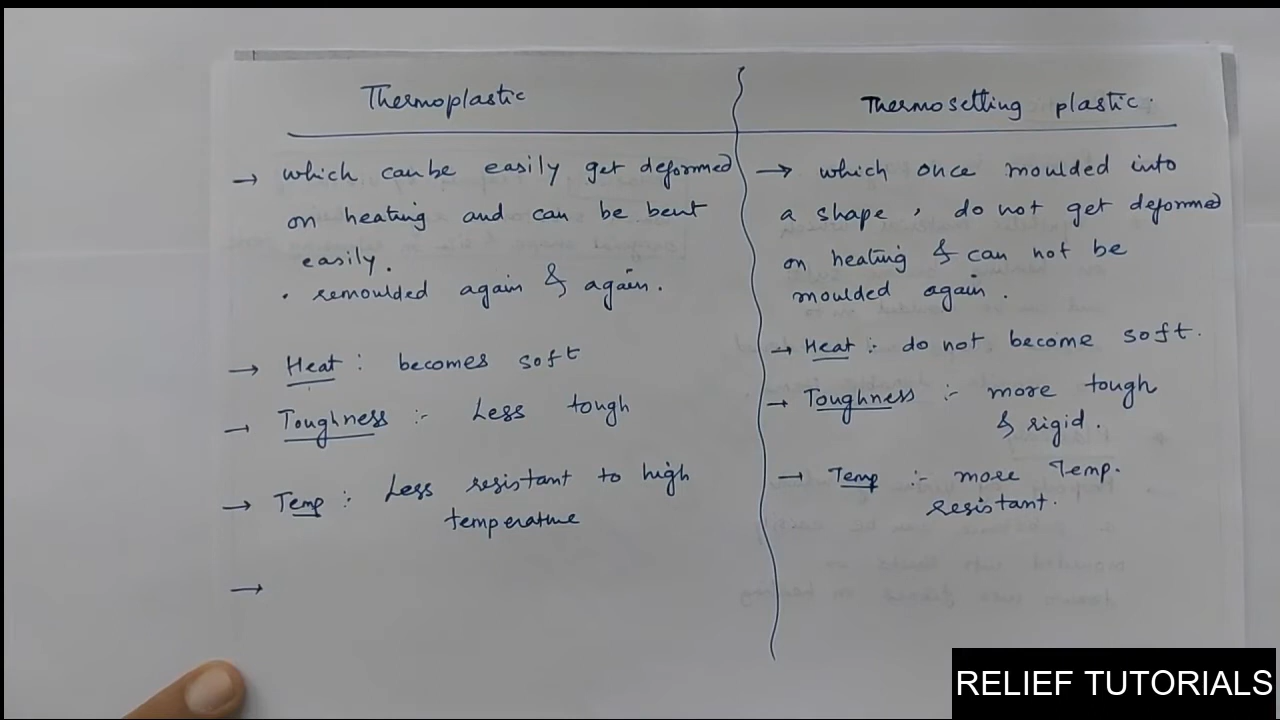 Thermoplastic
→ which can be easily get deformed
on heating and can be bent
easily.
• remoulded again & again.
→ Heat : becomes soft
→ Toughness :- Less tough
→ Temp : Less resistant to high
temperature
→
Thermosetting plastic.
→ which once moulded into
a shape, do not get deformed
on heating & can not be
moulded again.
→ Heat :- do not become soft.
→ Toughness :- more tough
& rigid.
→ Temp :- more Temp.
resistant.
RELIEF TUTORIALS